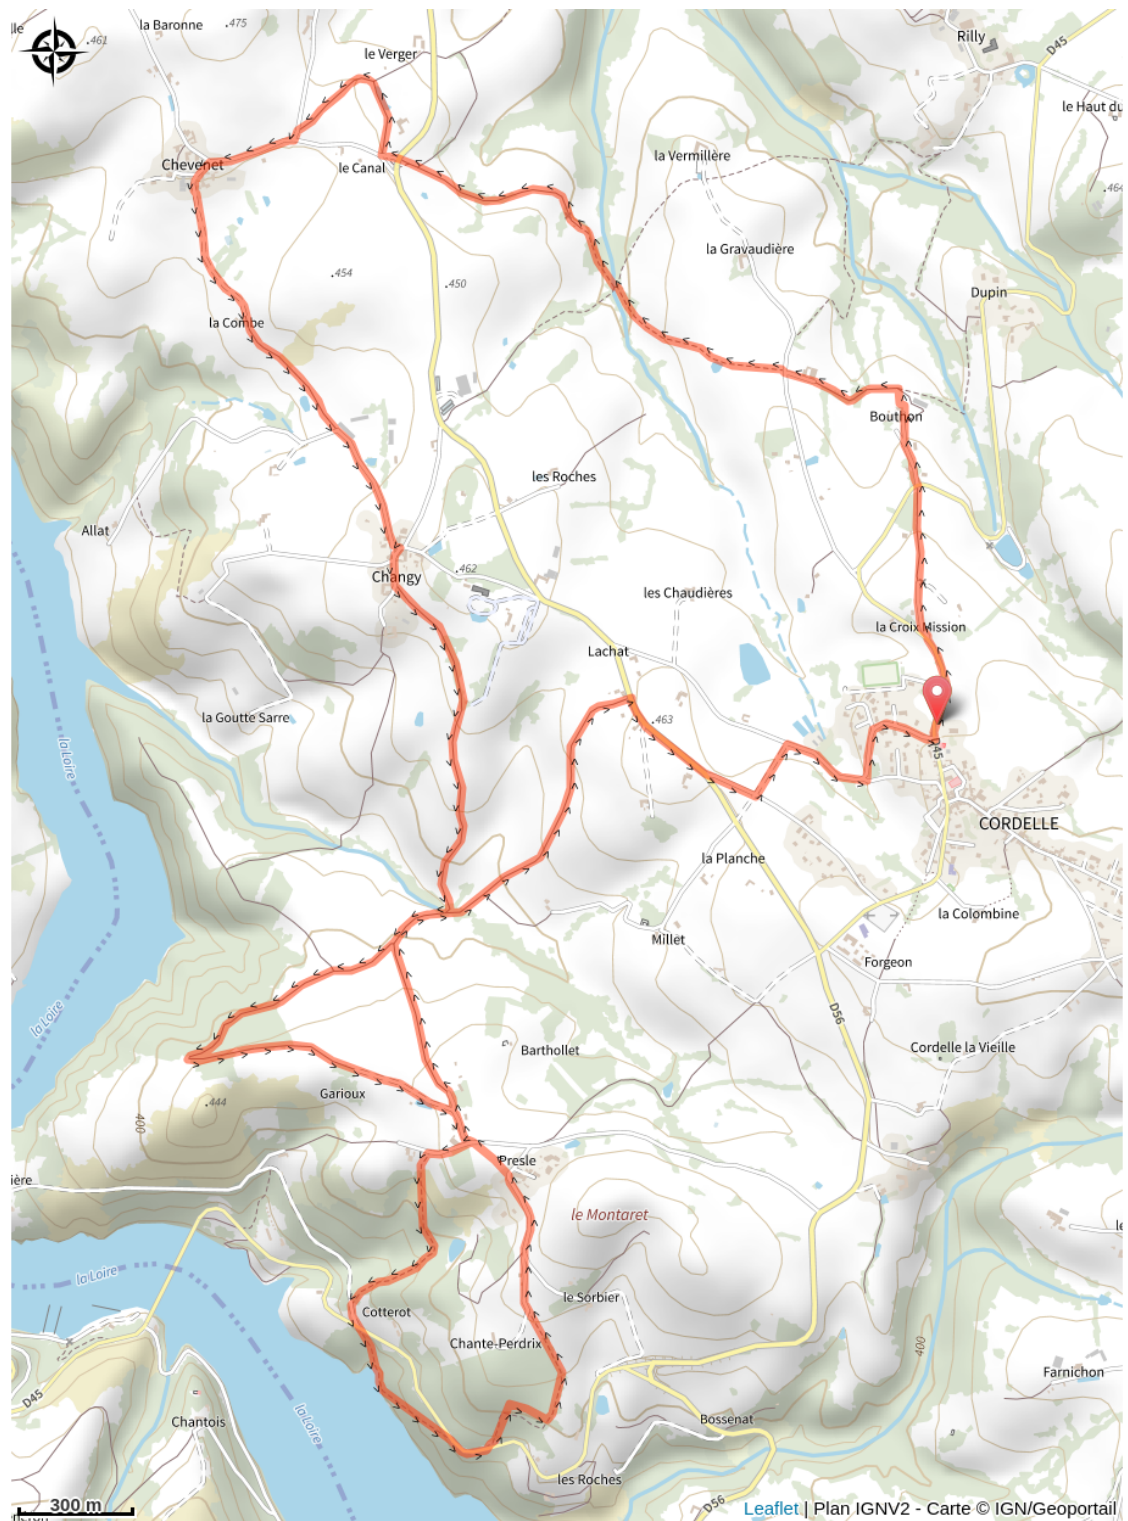 la Baronne
.475
.461
le Verger
Rilly
D45
le Haut du
Chevenet
le Canal
la Vermillère
.464
la Gravaudière
.454
.450
Dupin
la Combe
Bouthon
les Roches
Allat
Changy
.462
les Chaudières
la Croix Mission
Lachat
la Goutte Sarre
.463
la Loire
D45
CORDELLE
la Planche
la Colombine
Millet
Forgeon
la Loire
D56
Barthollet
Cordelle la Vieille
Garioux
.444
400
Presle
ière
le Montaret
la Loire
le Sorbier
Cotterot
Chante-Perdrix
400
Farnichon
D45
Chantois
la Loire
Bossenat
les Roches
D56
300 m
Leaflet | Plan IGNV2 - Carte © IGN/Geoportail